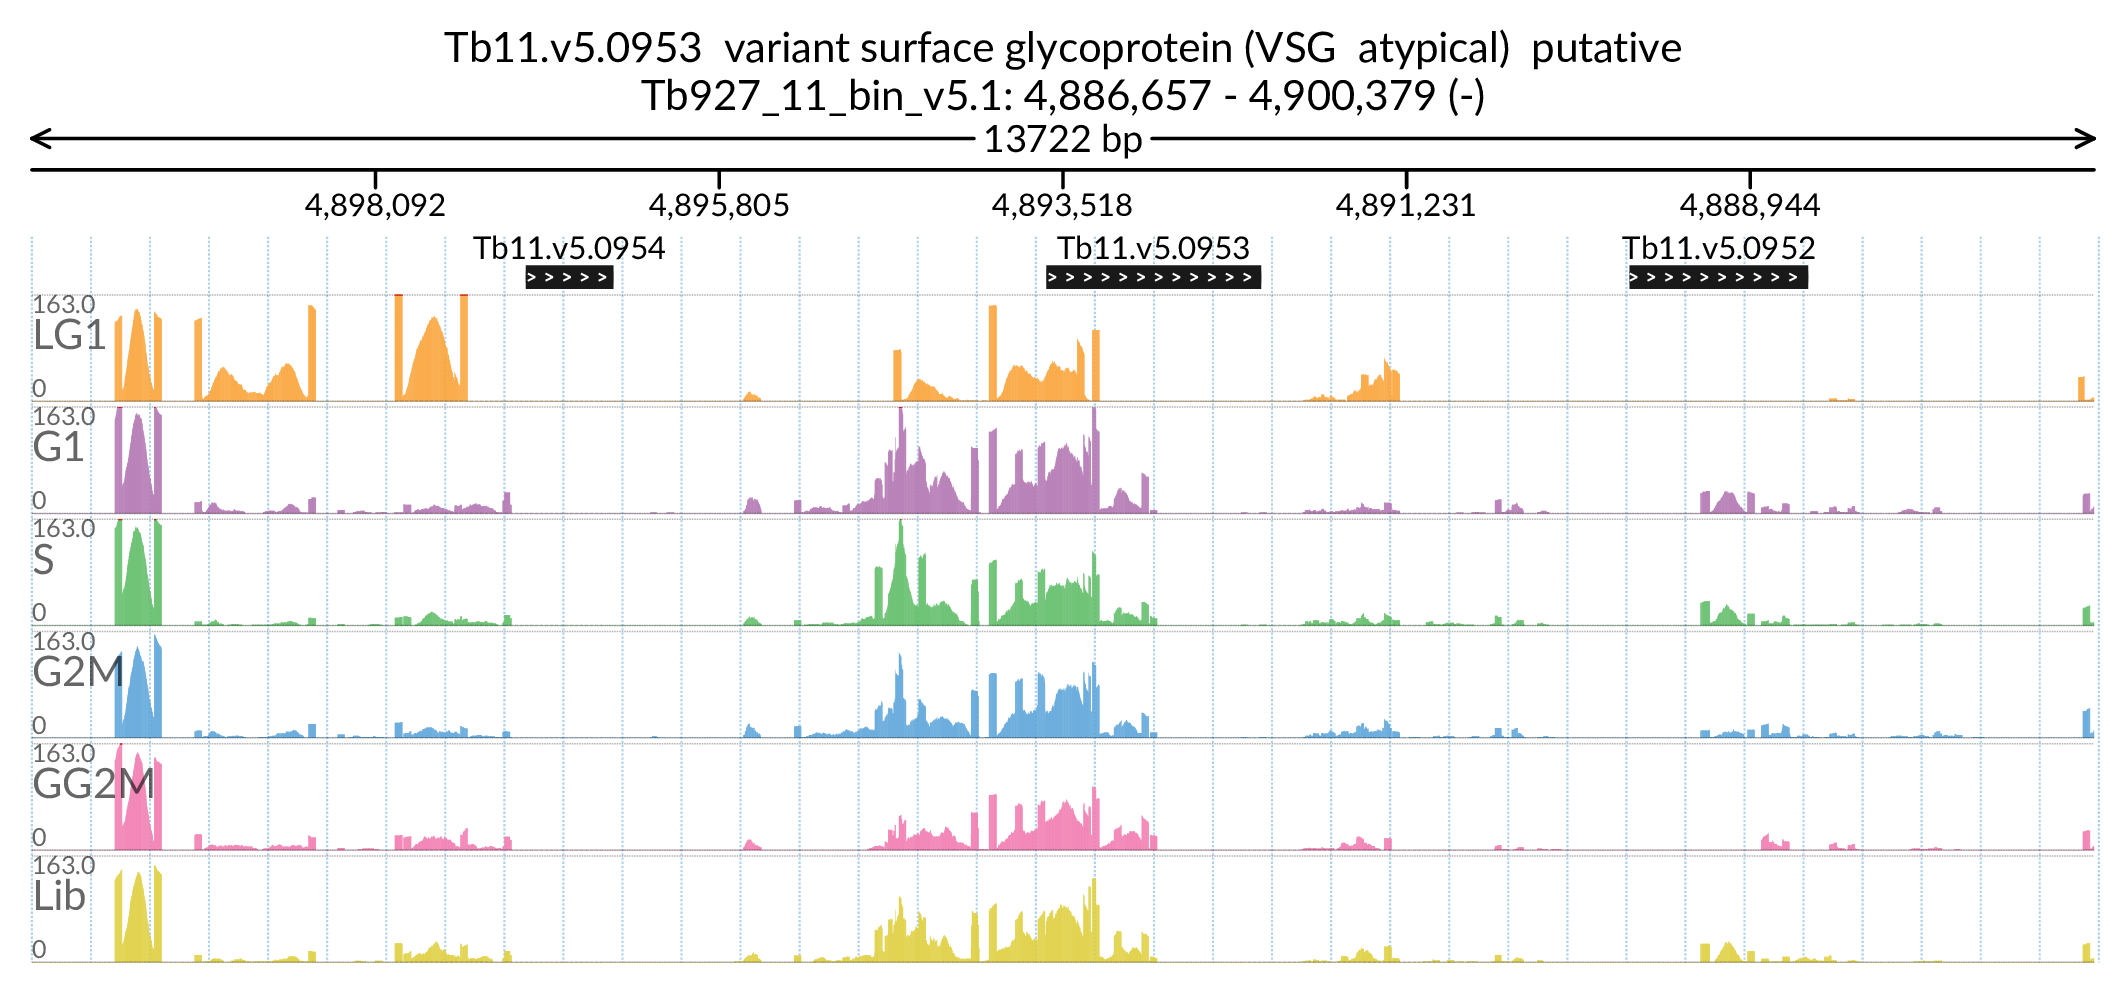 Tb11.v5.0953  variant surface glycoprotein (VSG  atypical)  putative
Tb927_11_bin_v5.1: 4,886,657 - 4,900,379 (-)
13722 bp
4,898,092 4,895,805 4,893,518 4,891,231 4,888,944
Tb11.v5.0954 Tb11.v5.0953 Tb11.v5.0952
163.0
LG1
0
163.0
G1
0
163.0
S
0
163.0
G2M
0
163.0
GG2M
0
163.0
Lib
0